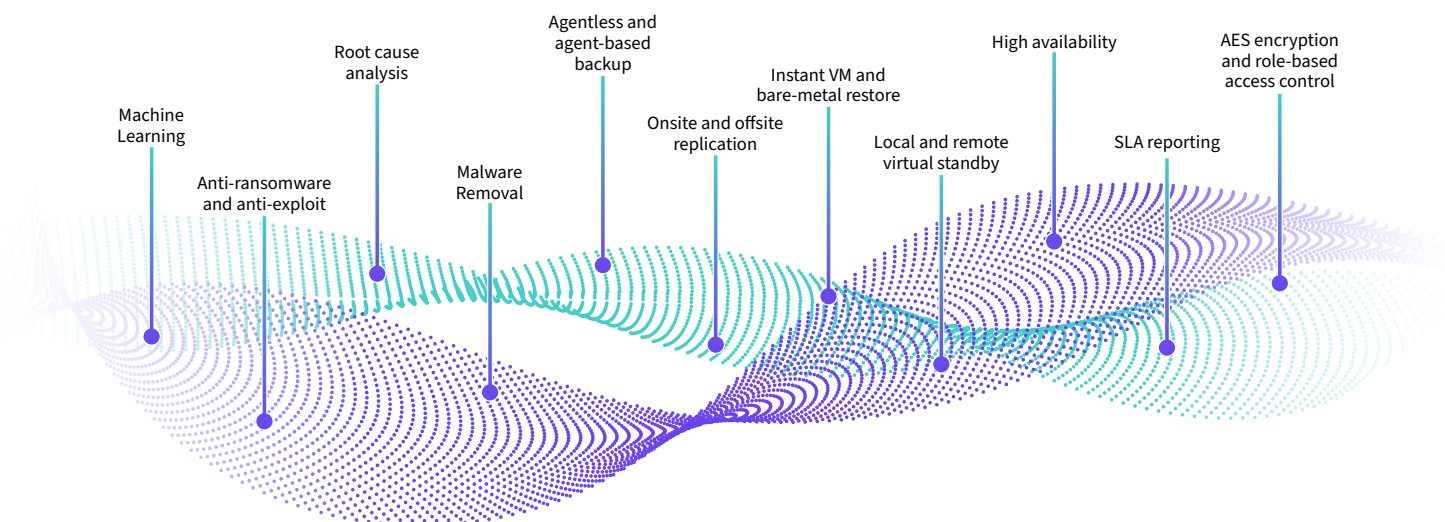 Machine
Learning
Anti-ransomware
and anti-exploit
Root cause
analysis
Malware
Removal
Agentless and
agent-based
backup
Onsite and offsite
replication
Instant VM and
bare-metal restore
Local and remote
virtual standby
High availability
SLA reporting
AES encryption
and role-based
access control